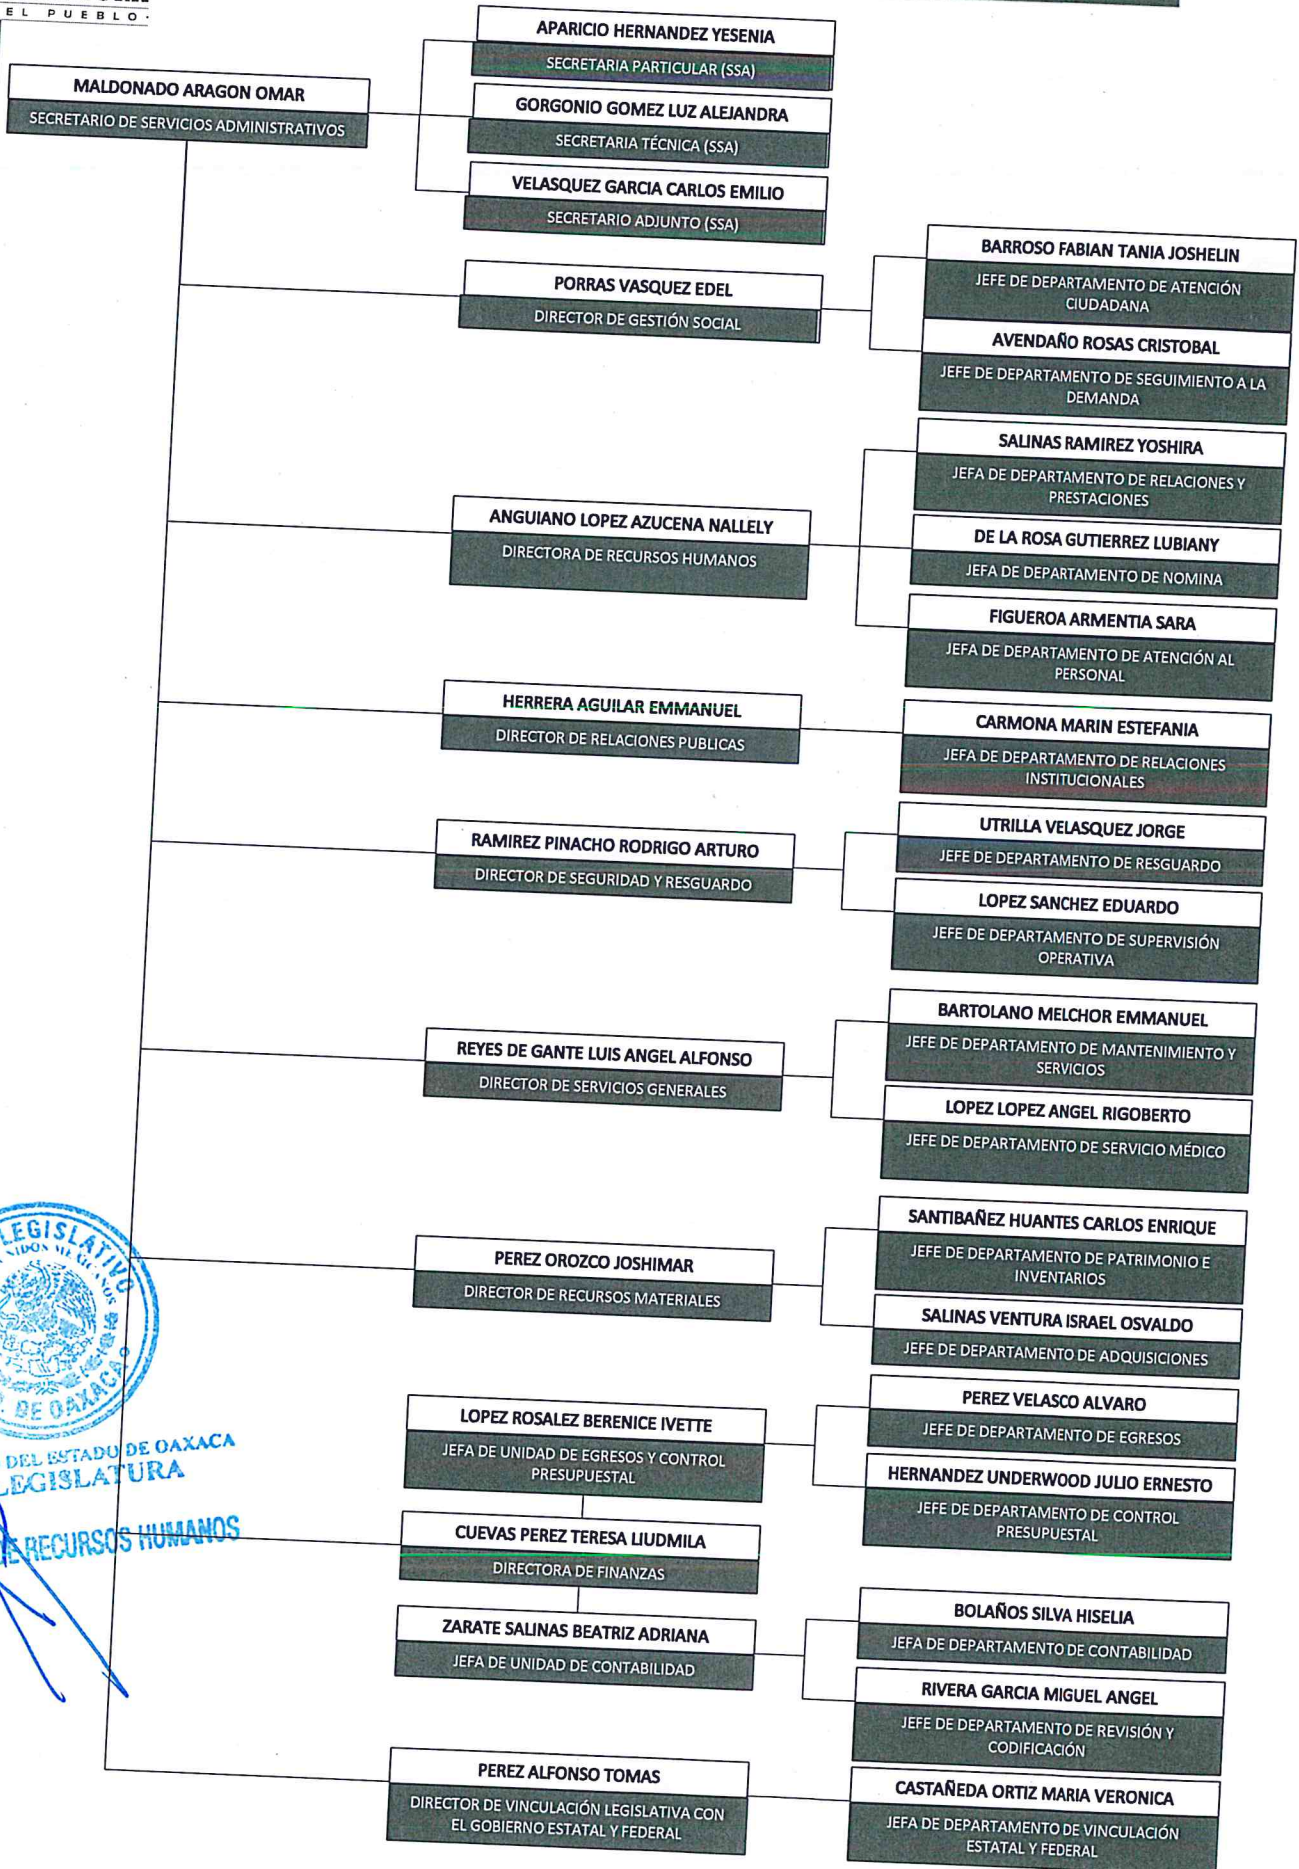 EL PUEBLO·
APARICIO HERNANDEZ YESENIA
SECRETARIA PARTICULAR (SSA)
MALDONADO ARAGON OMAR
SECRETARIO DE SERVICIOS ADMINISTRATIVOS
GORGONIO GOMEZ LUZ ALEJANDRA
SECRETARIA TÉCNICA (SSA)
VELASQUEZ GARCIA CARLOS EMILIO
SECRETARIO ADJUNTO (SSA)
PORRAS VASQUEZ EDEL
DIRECTOR DE GESTIÓN SOCIAL
BARROSO FABIAN TANIA JOSHELIN
JEFE DE DEPARTAMENTO DE ATENCIÓN
CIUDADANA
AVENDAÑO ROSAS CRISTOBAL
JEFE DE DEPARTAMENTO DE SEGUIMIENTO A LA
DEMANDA
ANGUIANO LOPEZ AZUCENA NALLELY
DIRECTORA DE RECURSOS HUMANOS
SALINAS RAMIREZ YOSHIRA
JEFA DE DEPARTAMENTO DE RELACIONES Y
PRESTACIONES
DE LA ROSA GUTIERREZ LUBIANY
JEFA DE DEPARTAMENTO DE NOMINA
FIGUEROA ARMENTIA SARA
JEFA DE DEPARTAMENTO DE ATENCIÓN AL
PERSONAL
HERRERA AGUILAR EMMANUEL
DIRECTOR DE RELACIONES PUBLICAS
CARMONA MARIN ESTEFANIA
JEFA DE DEPARTAMENTO DE RELACIONES
INSTITUCIONALES
RAMIREZ PINACHO RODRIGO ARTURO
DIRECTOR DE SEGURIDAD Y RESGUARDO
UTRILLA VELASQUEZ JORGE
JEFE DE DEPARTAMENTO DE RESGUARDO
LOPEZ SANCHEZ EDUARDO
JEFE DE DEPARTAMENTO DE SUPERVISIÓN
OPERATIVA
REYES DE GANTE LUIS ANGEL ALFONSO
DIRECTOR DE SERVICIOS GENERALES
BARTOLANO MELCHOR EMMANUEL
JEFE DE DEPARTAMENTO DE MANTENIMIENTO Y
SERVICIOS
LOPEZ LOPEZ ANGEL RIGOBERTO
JEFE DE DEPARTAMENTO DE SERVICIO MÉDICO
PEREZ OROZCO JOSHIMAR
DIRECTOR DE RECURSOS MATERIALES
SANTIBAÑEZ HUANTES CARLOS ENRIQUE
JEFE DE DEPARTAMENTO DE PATRIMONIO E
INVENTARIOS
SALINAS VENTURA ISRAEL OSVALDO
JEFE DE DEPARTAMENTO DE ADQUISICIONES
LOPEZ ROSALEZ BERENICE IVETTE
JEFA DE UNIDAD DE EGRESOS Y CONTROL
PRESUPUESTAL
PEREZ VELASCO ALVARO
JEFE DE DEPARTAMENTO DE EGRESOS
HERNANDEZ UNDERWOOD JULIO ERNESTO
JEFE DE DEPARTAMENTO DE CONTROL
PRESUPUESTAL
CUEVAS PEREZ TERESA LIUDMILA
DIRECTORA DE FINANZAS
ZARATE SALINAS BEATRIZ ADRIANA
JEFA DE UNIDAD DE CONTABILIDAD
BOLAÑOS SILVA HISELIA
JEFA DE DEPARTAMENTO DE CONTABILIDAD
RIVERA GARCIA MIGUEL ANGEL
JEFE DE DEPARTAMENTO DE REVISIÓN Y
CODIFICACIÓN
PEREZ ALFONSO TOMAS
DIRECTOR DE VINCULACIÓN LEGISLATIVA CON
EL GOBIERNO ESTATAL Y FEDERAL
CASTAÑEDA ORTIZ MARIA VERONICA
JEFA DE DEPARTAMENTO DE VINCULACIÓN
ESTATAL Y FEDERAL
LEGISLATIVO
DE OAXACA
DEL ESTADO DE OAXACA
LEGISLATURA
DE RECURSOS HUMANOS